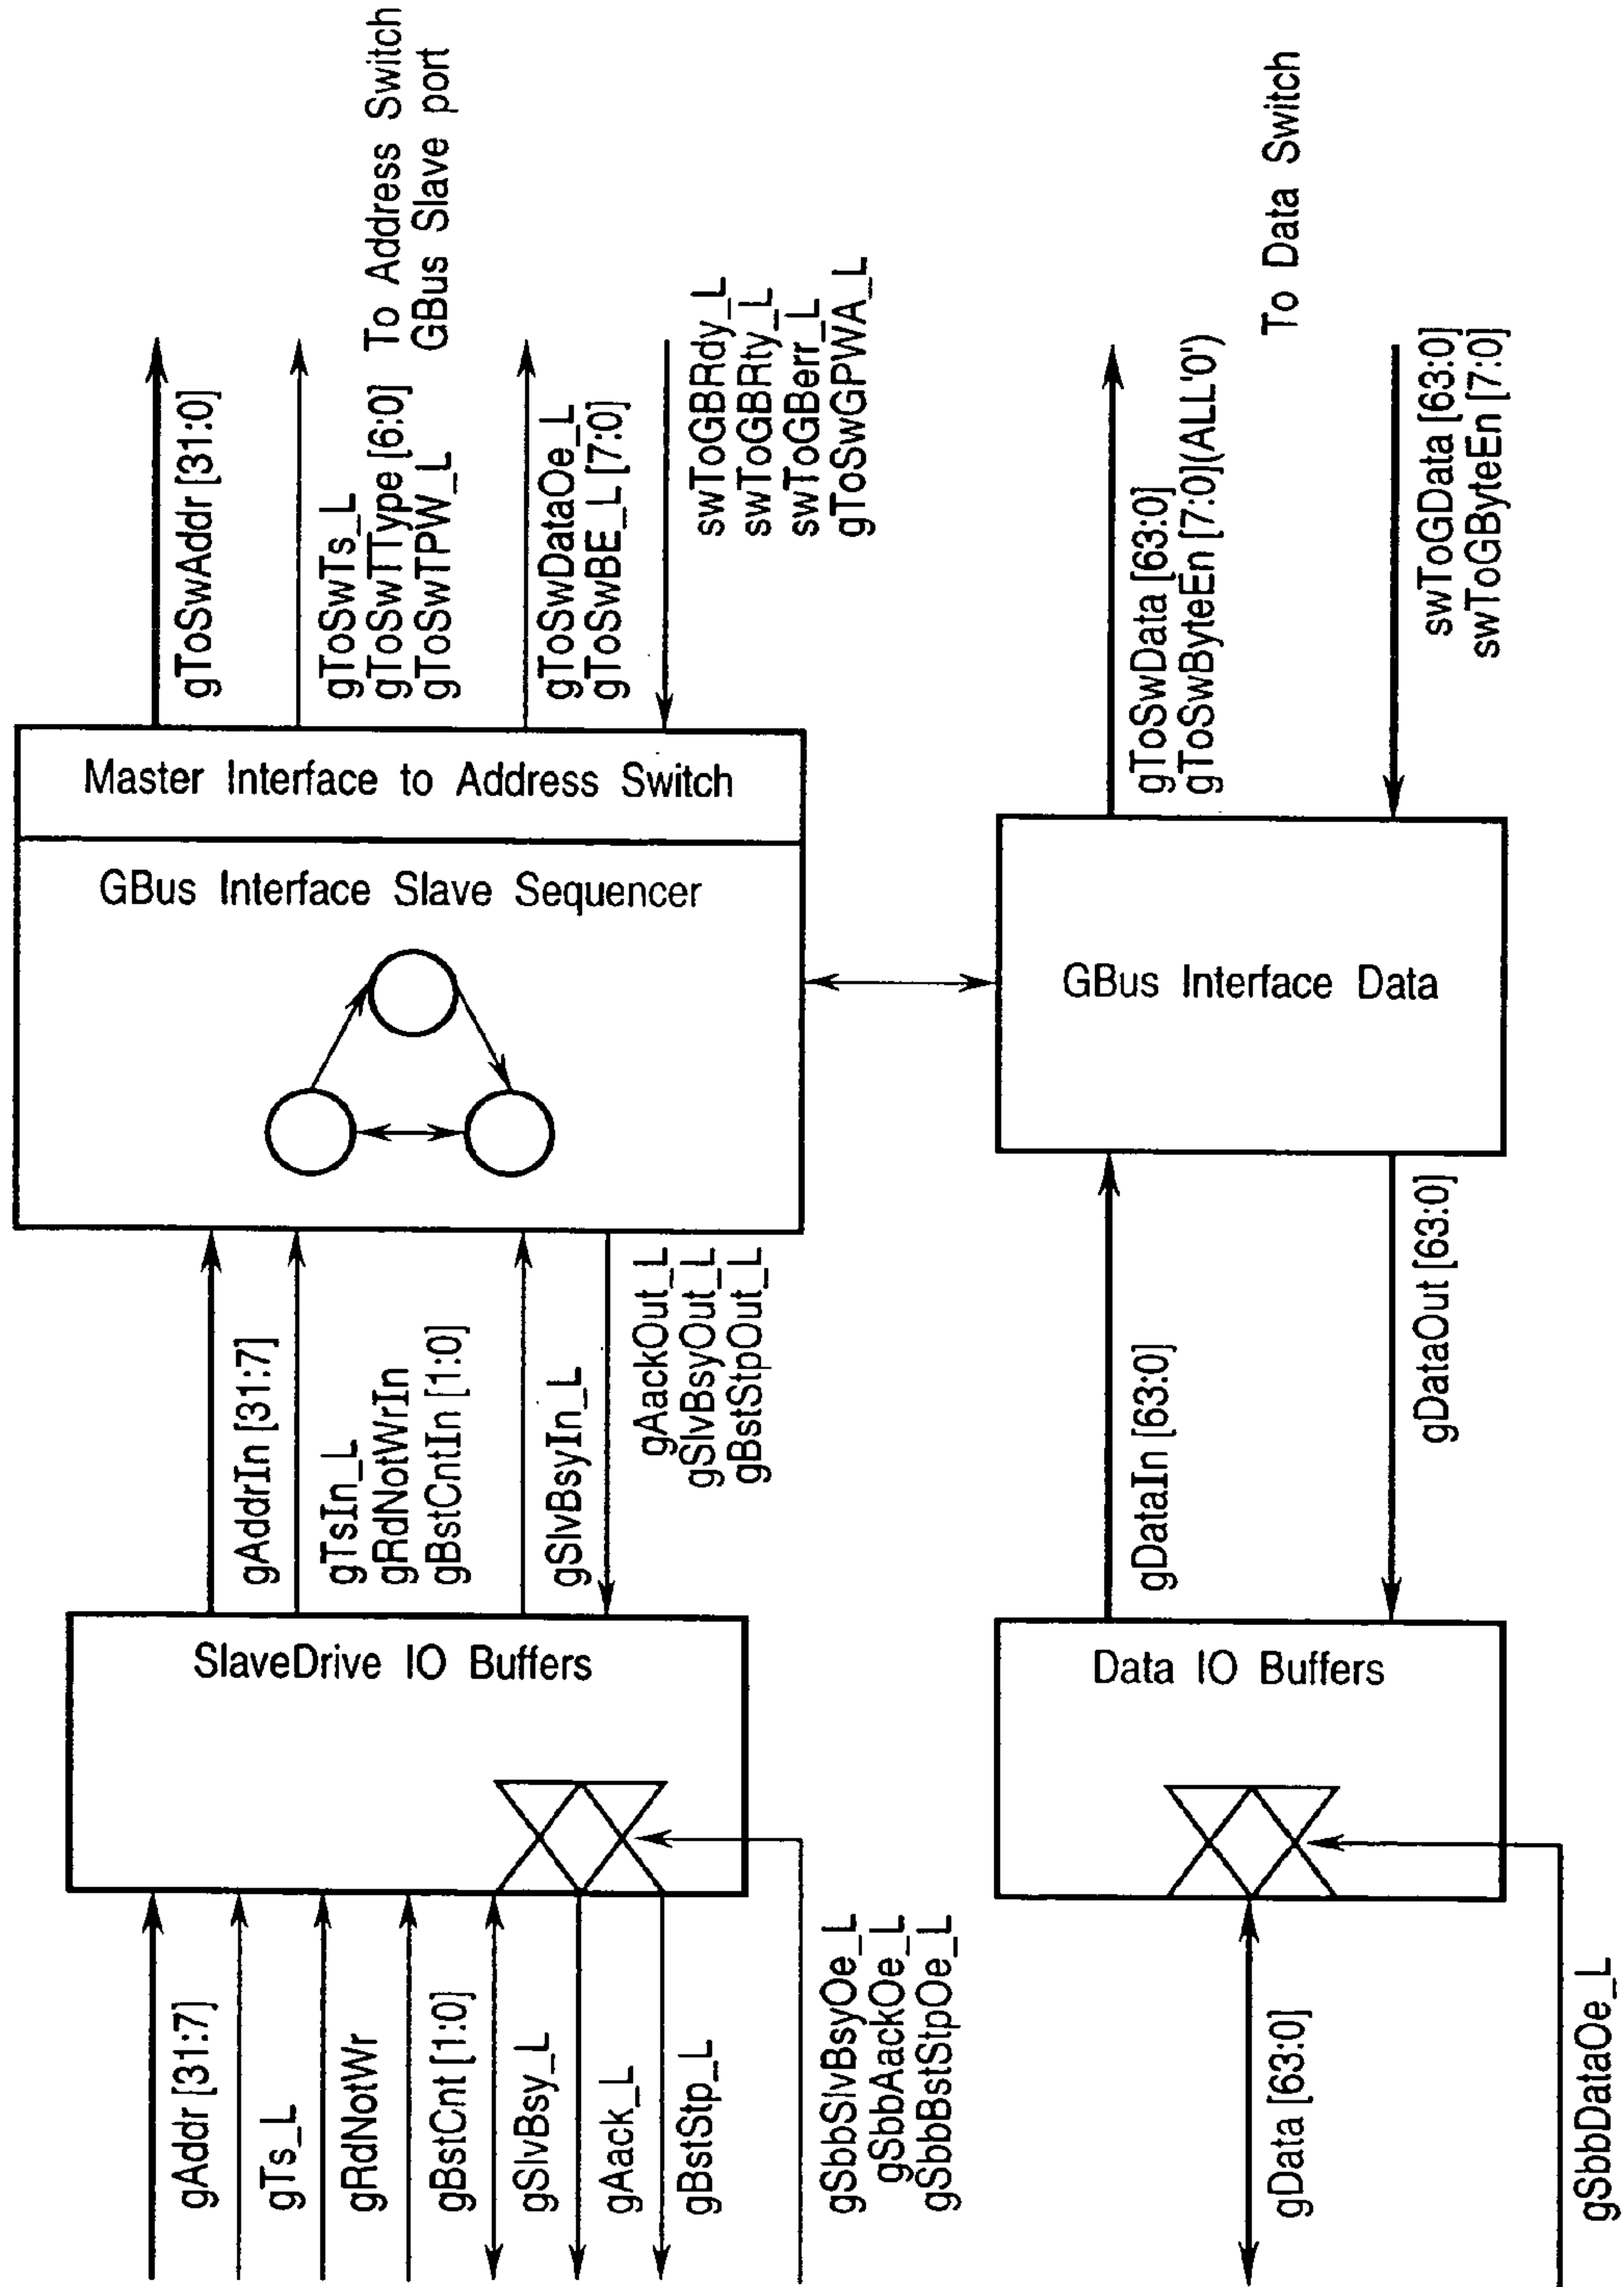 gAddr [31:7]
gTs_L
gRdNotWr
gBstCnt [1:0]
gSlvBsy_L
gAack_L
gBstStp_L
gSbbSlvBsyOe_L
gSbbAackOe_L
gSbbBstStpOe_L
SlaveDrive IO Buffers
gAddrIn [31:7]
gTsIn_L
gRdNotWrIn
gBstCntIn [1:0]
gSlvBsyIn_L
gAackOut_L
gSlvBsyOut_L
gBstStpOut_L
GBus Interface Slave Sequencer
Master Interface to Address Switch
gToSwAddr [31:0]
gToSwTs_L
gToSwTType [6:0]
gToSwTPW_L
To Address Switch
GBus Slave port
gToSwDataOe_L
gToSwBE_L [7:0]
swToGBRdy_L
swToGBRty_L
swToGBerr_L
gToSwGPWA_L
gData [63:0]
gSbbDataOe_L
Data IO Buffers
gDataIn [63:0]
gDataOut [63:0]
GBus Interface Data
gToSwData [63:0]
gToSwByteEn [7:0](ALL'0')
To Data Switch
swToGData [63:0]
swToGByteEn [7:0]